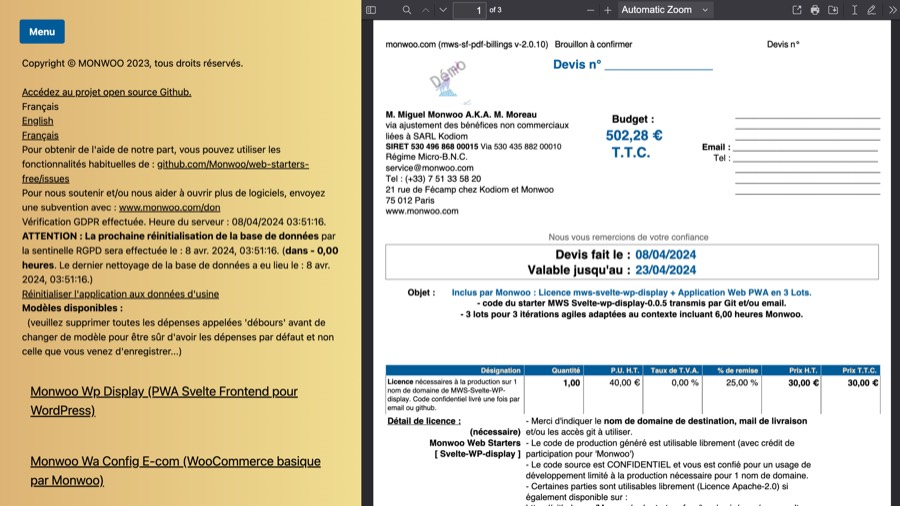 Menu
Copyright © MONWOO 2023, tous droits réservés.
Accédez au projet open source Github.
Français
English
Français
Pour obtenir de l'aide de notre part, vous pouvez utiliser les
fonctionnalités habituelles de : github.com/Monwoo/web-starters-
free/issues
Pour nous soutenir et/ou nous aider à ouvrir plus de logiciels, envoyez
une subvention avec : www.monwoo.com/don
Vérification GDPR effectuée. Heure du serveur : 08/04/2024 03:51:16.
ATTENTION : La prochaine réinitialisation de la base de données par
la sentinelle RGPD sera effectuée le : 8 avr. 2024, 03:51:16. (dans - 0,00
heures. Le dernier nettoyage de la base de données a eu lieu le : 8 avr.
2024, 03:51:16.)
Réinitialiser l'application aux données d'usine
Modèles disponibles :
(veuillez supprimer toutes les dépenses appelées 'débours' avant de
changer de modèle pour être sûr d'avoir les dépenses par défaut et non
celle que vous venez d'enregistrer...)
Monwoo Wp Display (PWA Svelte Frontend pour
WordPress)
Monwoo Wa Config E-com (WooCommerce basique
par Monwoo)
1 of 3
Automatic Zoom
monwoo.com (mws-sf-pdf-billings v-2.0.10) Brouillon à confirmer
Devis n°
Devis n°
Démo
M. Miguel Monwoo A.K.A. M. Moreau
via ajustement des bénéfices non commerciaux
liées à SARL Kodiom
SIRET 530 496 868 00015 Via 530 435 882 00010
Régime Micro-B.N.C.
service@monwoo.com
Tel : (+33) 7 51 33 58 20
21 rue de Fécamp chez Kodiom et Monwoo
75 012 Paris
www.monwoo.com
Budget :
502,28 €
T.T.C.
Email :
Tel :
Nous vous remercions de votre confiance
Devis fait le : 08/04/2024
Valable jusqu'au : 23/04/2024
Objet : Inclus par Monwoo : Licence mws-svelte-wp-display + Application Web PWA en 3 Lots.
- code du starter MWS Svelte-wp-display-0.0.5 transmis par Git et/ou email.
- 3 lots pour 3 itérations agiles adaptées au contexte incluant 6,00 heures Monwoo.
Désignation Quantité P.U. H.T. Taux de T.V.A. % de remise Prix H.T. Prix T.T.C.
Licence nécessaires à la production sur 1 1,00 40,00 € 0,00 % 25,00 % 30,00 € 30,00 €
nom de domaine de MWS-Svelte-WP-
display. Code confidentiel livré une fois par
email ou github.
Détail de licence : - Merci d'indiquer le nom de domaine de destination, mail de livraison
(nécessaire) et/ou les accès git à utiliser.
Monwoo Web Starters - Le code de production généré est utilisable librement (avec crédit de
[ Svelte-WP-display ] participation pour 'Monwoo')
- Le code source est CONFIDENTIEL et vous est confié pour un usage de
développement limité à la production nécessaire pour 1 nom de domaine.
- Certaines parties sont utilisables librement (Licence Apache-2.0) si
également disponible sur :